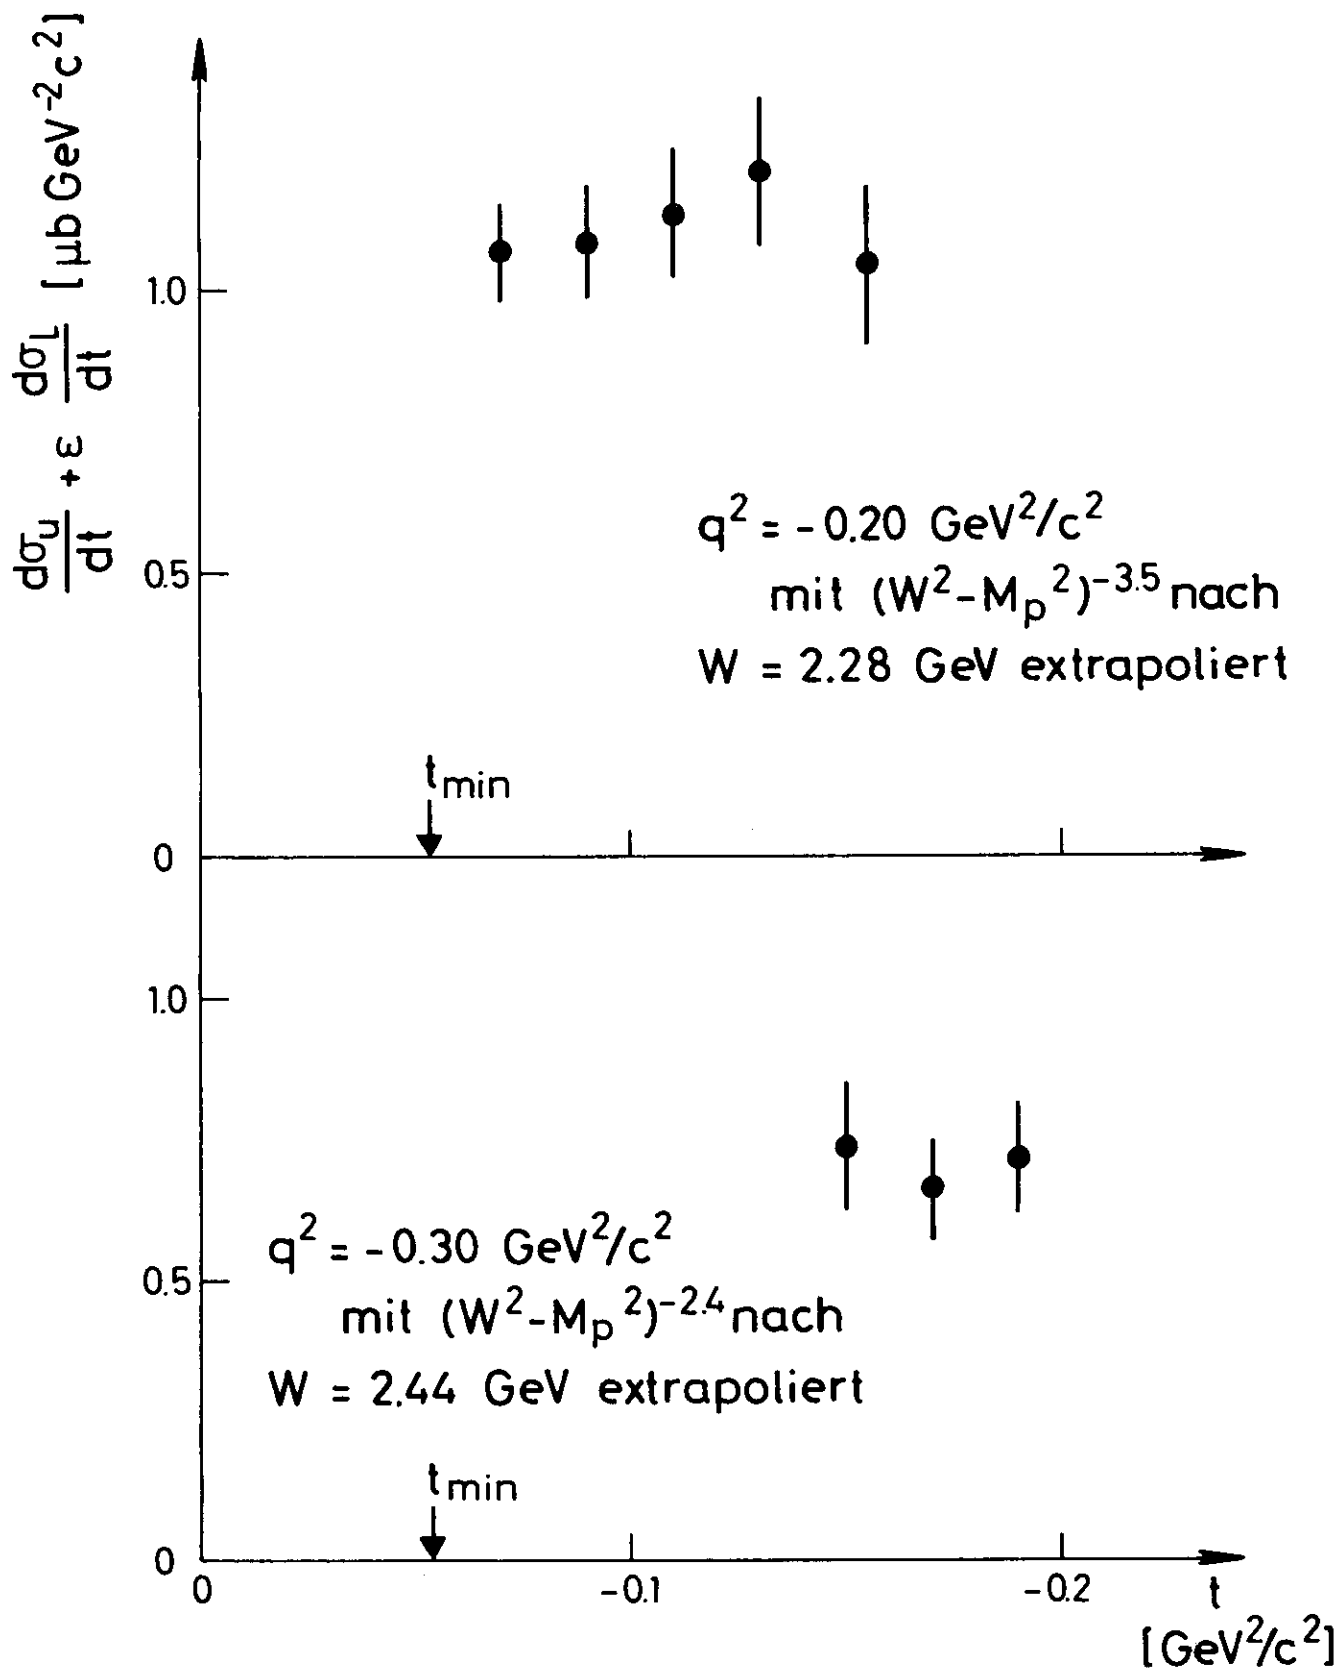 dσ_u/dt + ε dσ_L/dt [μb GeV⁻²c²]
1.0
0.5
0
q² = -0.20 GeV²/c²
mit (W²-M_p²)⁻³·⁵ nach
W = 2.28 GeV extrapoliert
t_min
1.0
0.5
0
q² = -0.30 GeV²/c²
mit (W²-M_p²)⁻²·⁴ nach
W = 2.44 GeV extrapoliert
t_min
0 -0.1 -0.2 t
[GeV²/c²]